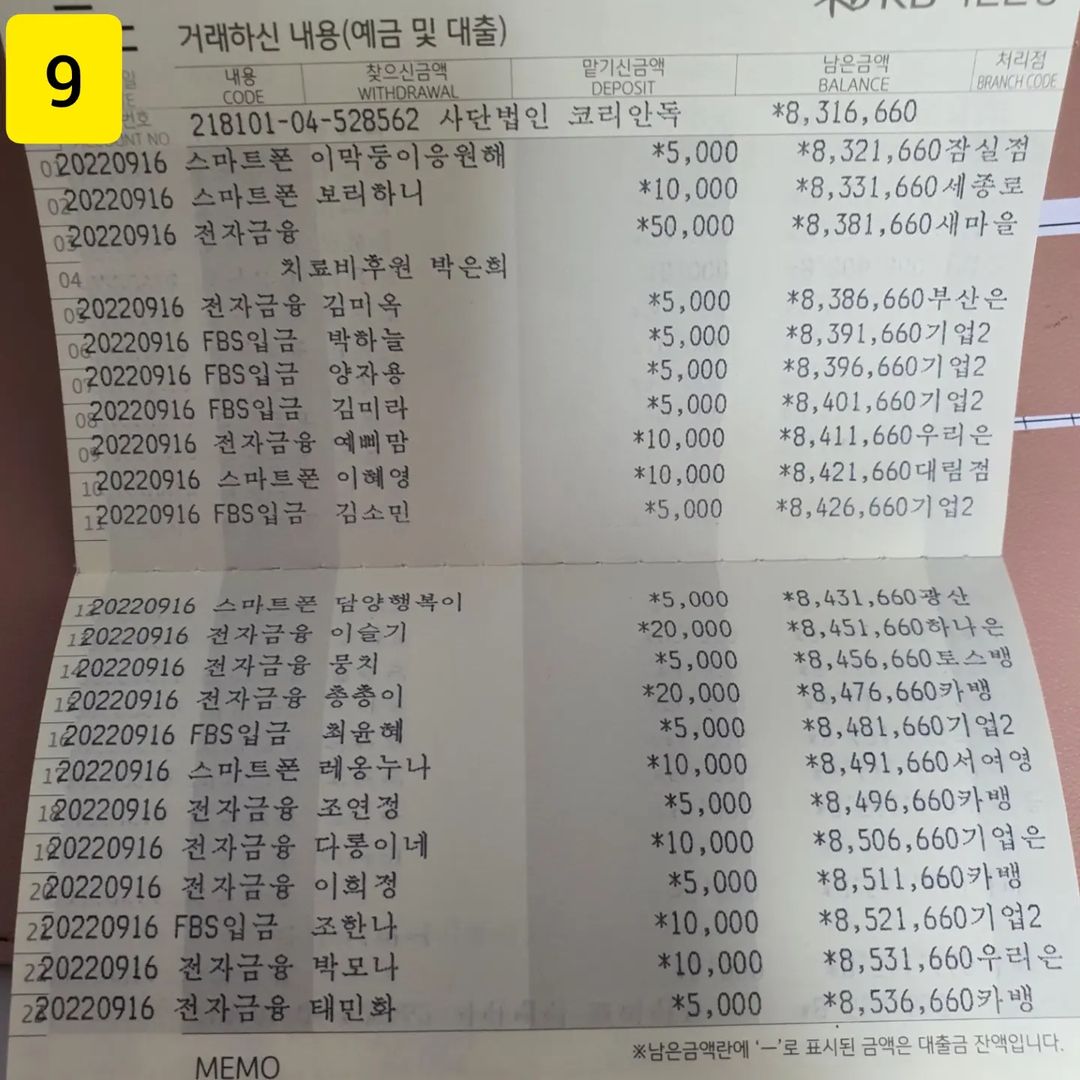 9
거래하신 내용(예금 및 대출)
내용 찾으신금액 맡기신금액 남은금액 처리점
CODE WITHDRAWAL DEPOSIT BALANCE BRANCH CODE
218101-04-528562 사단법인 코리안독 *8,316,660
01 20220916 스마트폰 이막둥이응원해 *5,000 *8,321,660잠실점
02 20220916 스마트폰 보리하니 *10,000 *8,331,660세종로
03 20220916 전자금융 *50,000 *8,381,660새마을
04 치료비후원 박은희
05 20220916 전자금융 김미옥 *5,000 *8,386,660부산은
06 20220916 FBS입금 박하늘 *5,000 *8,391,660기업2
07 20220916 FBS입금 양자용 *5,000 *8,396,660기업2
08 20220916 FBS입금 김미라 *5,000 *8,401,660기업2
09 20220916 전자금융 예삐맘 *10,000 *8,411,660우리은
10 20220916 스마트폰 이혜영 *10,000 *8,421,660대림점
11 20220916 FBS입금 김소민 *5,000 *8,426,660기업2
12 20220916 스마트폰 담양행복이 *5,000 *8,431,660광산
13 20220916 전자금융 이슬기 *20,000 *8,451,660하나은
14 20220916 전자금융 뭉치 *5,000 *8,456,660토스뱅
15 20220916 전자금융 총총이 *20,000 *8,476,660카뱅
16 20220916 FBS입금 최윤혜 *5,000 *8,481,660기업2
17 20220916 스마트폰 레옹누나 *10,000 *8,491,660서여영
18 20220916 전자금융 조연정 *5,000 *8,496,660카뱅
19 20220916 전자금융 다롱이네 *10,000 *8,506,660기업은
20 20220916 전자금융 이희정 *5,000 *8,511,660카뱅
21 20220916 FBS입금 조한나 *10,000 *8,521,660기업2
22 20220916 전자금융 박모나 *10,000 *8,531,660우리은
23 20220916 전자금융 태민화 *5,000 *8,536,660카뱅
※남은금액란에 '—'로 표시된 금액은 대출금 잔액입니다.
MEMO